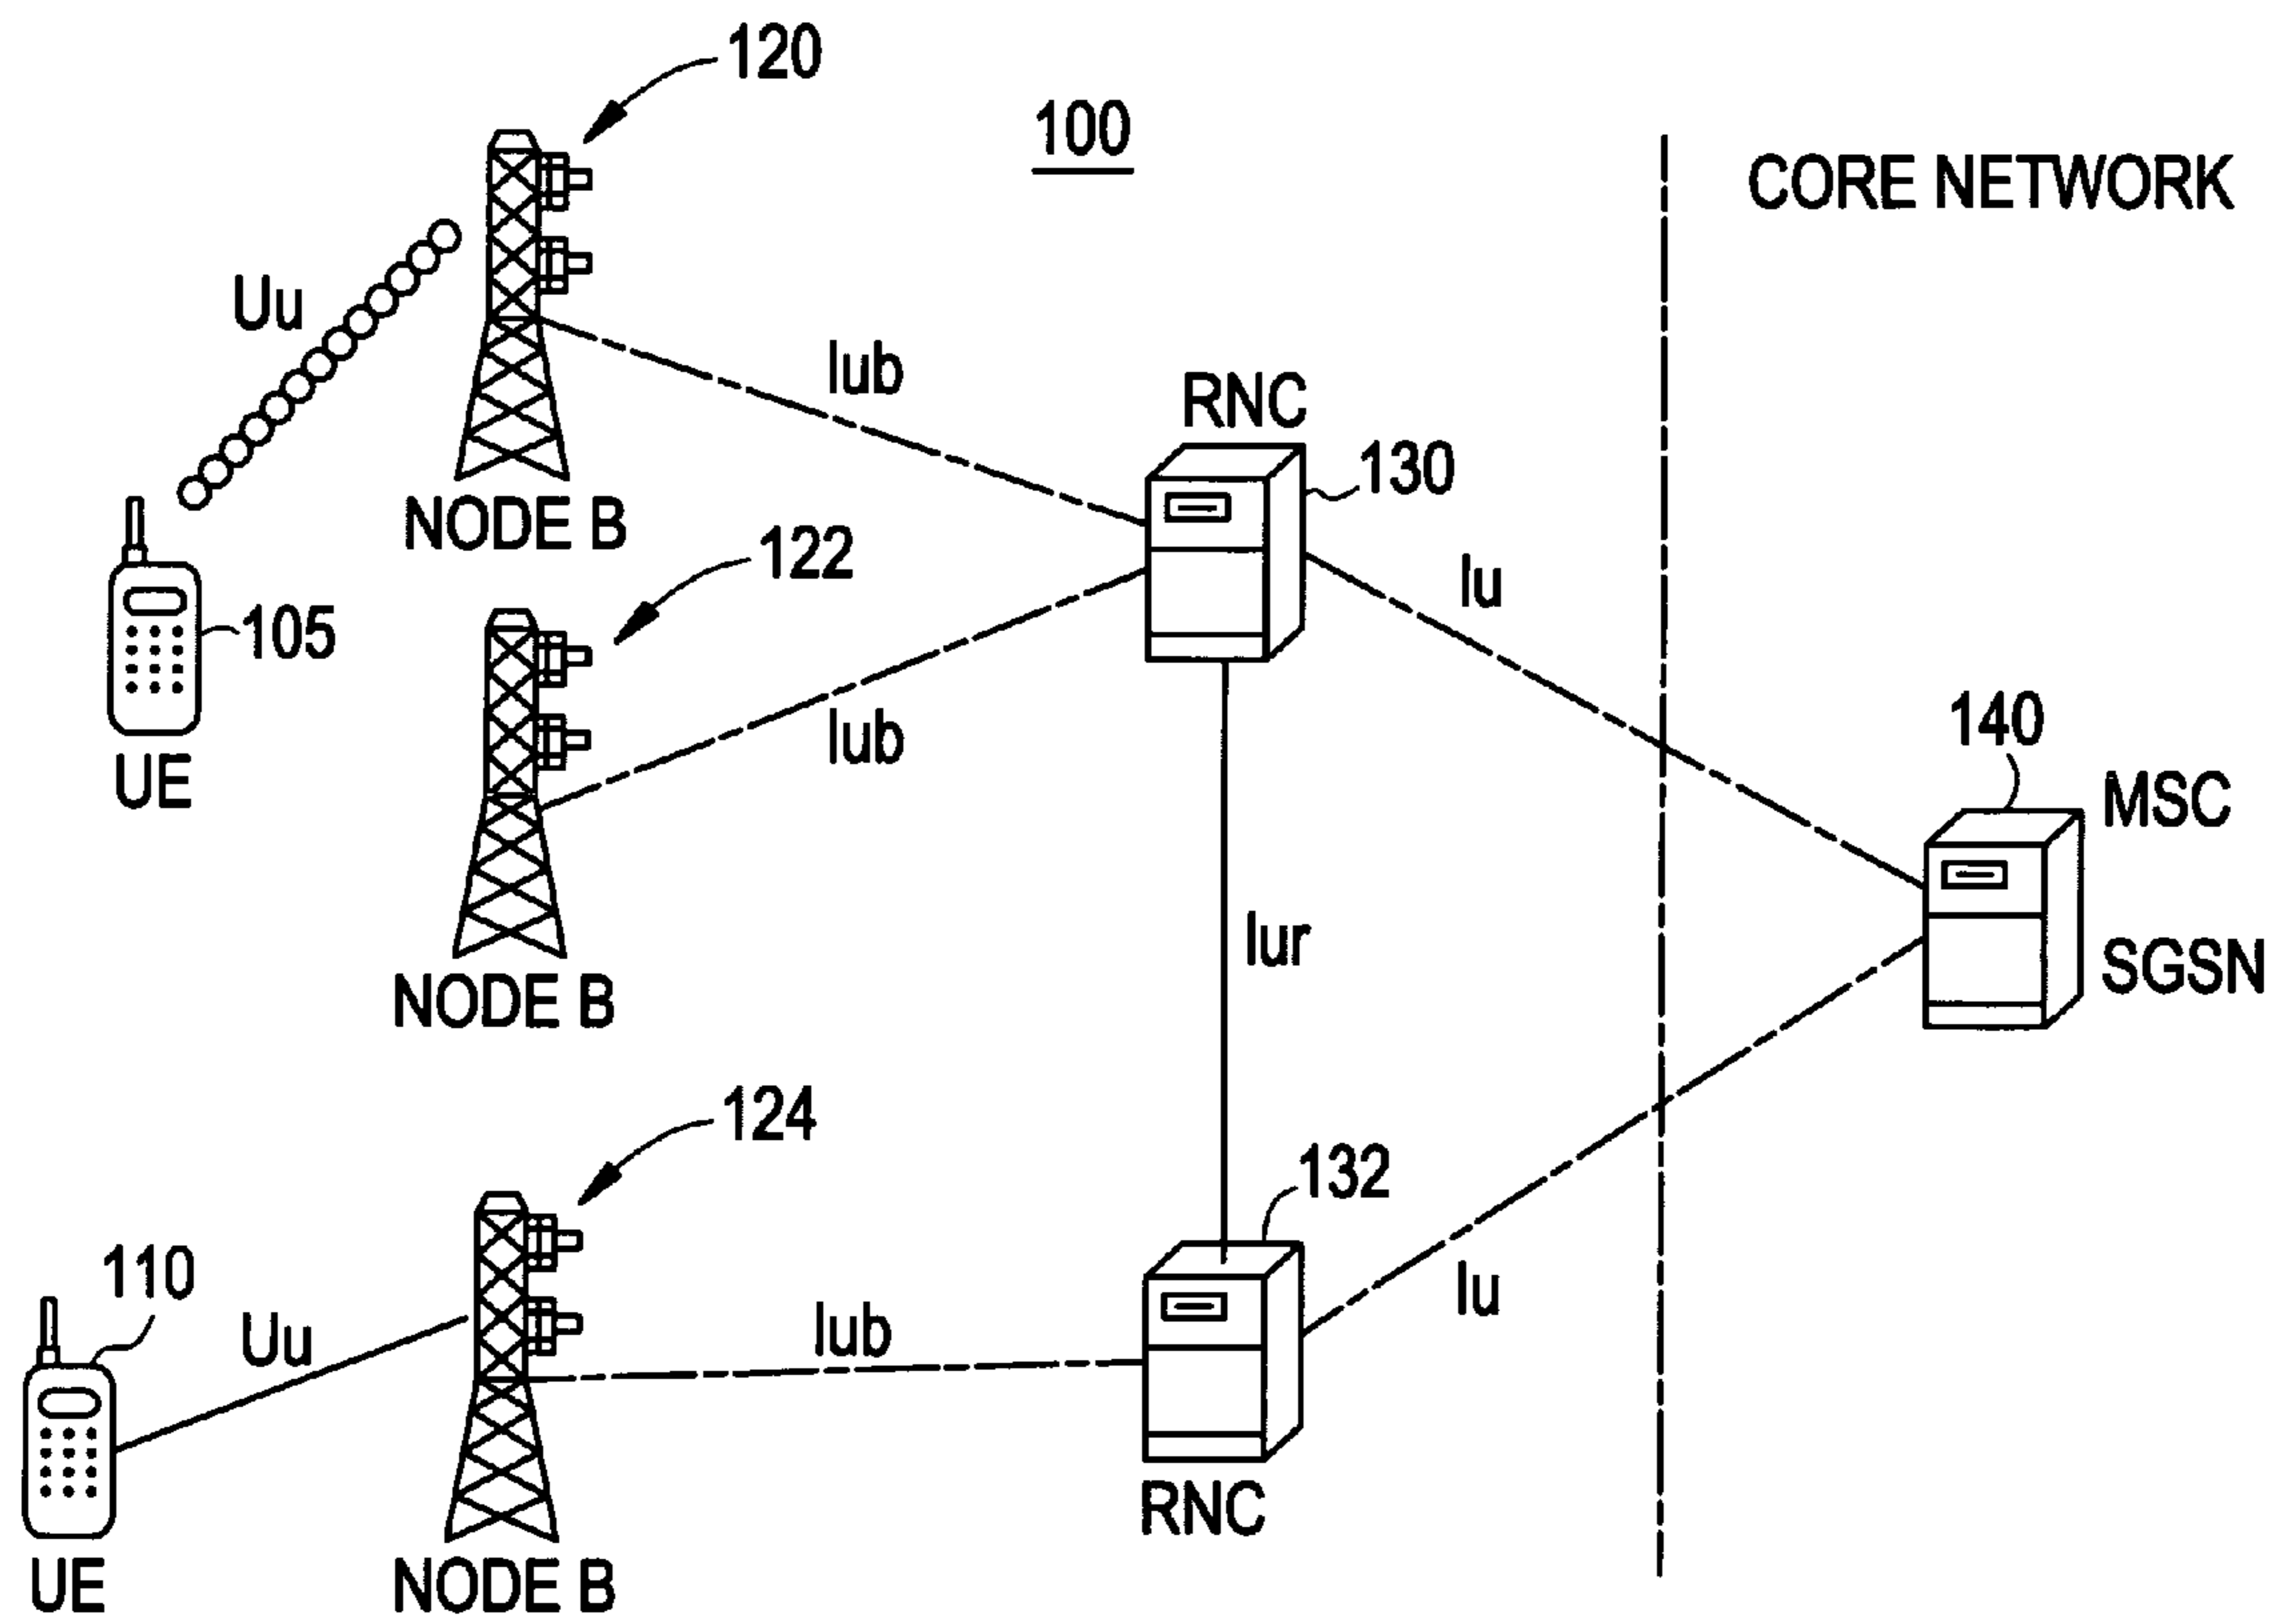 120
100
CORE NETWORK
Uu
Iub
RNC
130
NODE B
122
Iu
105
Iub
140
UE
MSC
Iur
SGSN
NODE B
124
132
110
Uu
Iub
Iu
RNC
UE
NODE B